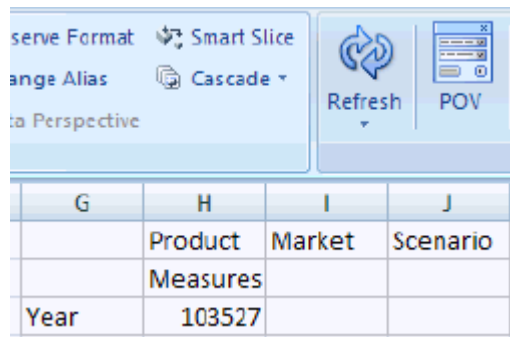 serve Format Smart Slice
ange Alias Cascade
ta Perspective
Refresh POV
G H I J
Product Market Scenario
Measures
Year 103527